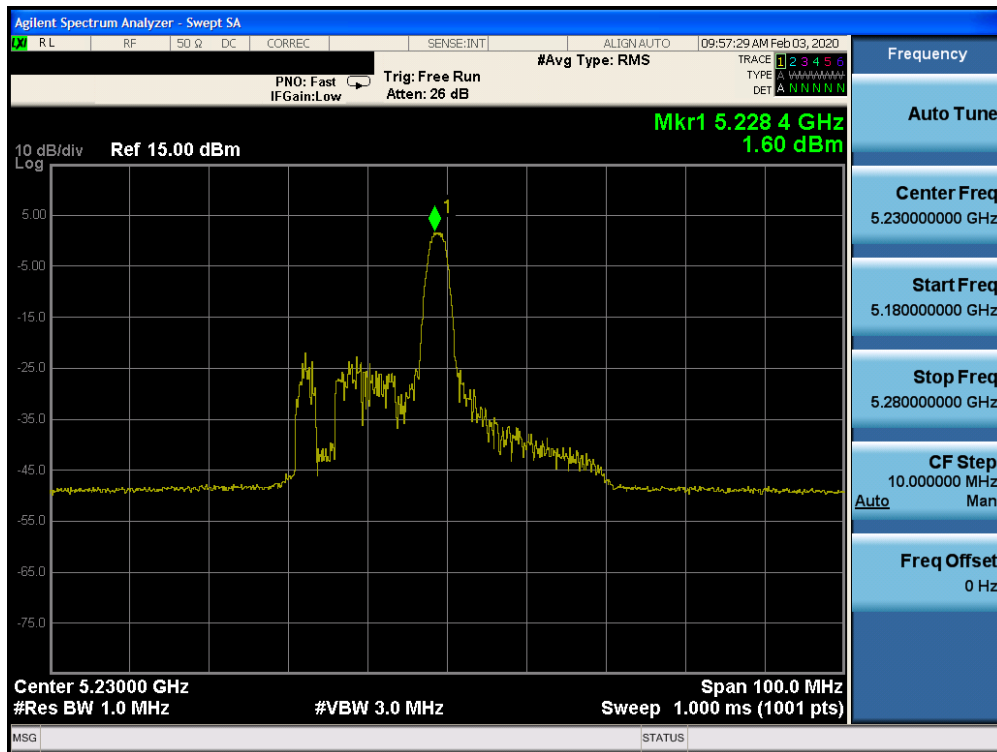 Agilent Spectrum Analyzer - Swept SA
LXI RL RF 50 Ω DC CORREC SENSE:INT ALIGN AUTO 09:57:29 AM Feb 03, 2020
Frequency
#Avg Type: RMS
TRACE 1 2 3 4 5 6
PNO: Fast Trig: Free Run
TYPE A WWWWWW
IFGain:Low Atten: 26 dB
DET A N N N N N
Auto Tune
Mkr1 5.228 4 GHz
1.60 dBm
10 dB/div Ref 15.00 dBm
Log
1
5.00
-5.00
-15.0
-25.0
-35.0
-45.0
-55.0
-65.0
-75.0
Center Freq
5.230000000 GHz
Start Freq
5.180000000 GHz
Stop Freq
5.280000000 GHz
CF Step
10.000000 MHz
Auto Man
Freq Offset
0 Hz
Center 5.23000 GHz Span 100.0 MHz
#Res BW 1.0 MHz #VBW 3.0 MHz Sweep 1.000 ms (1001 pts)
MSG STATUS